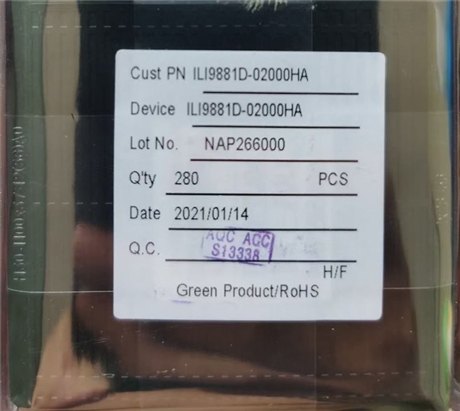 Cust PN ILI9881D-02000HA
Device ILI9881D-02000HA
Lot No. NAP266000
Q'ty 280 PCS
Date 2021/01/14
Q.C. AQC ACC
S13338
H/F
Green Product/RoHS